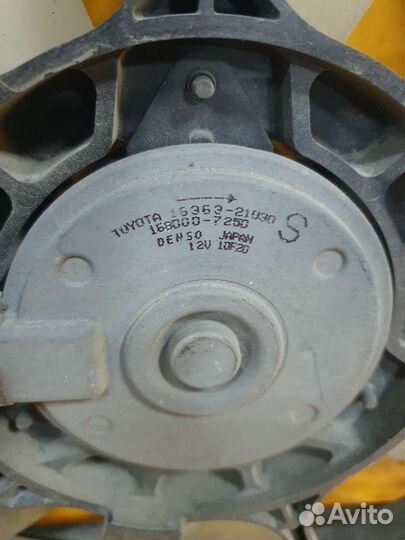 TOYOTA 16363-21030
168000-7250
DENSO JAPAN
12V 10F20
S
Avito